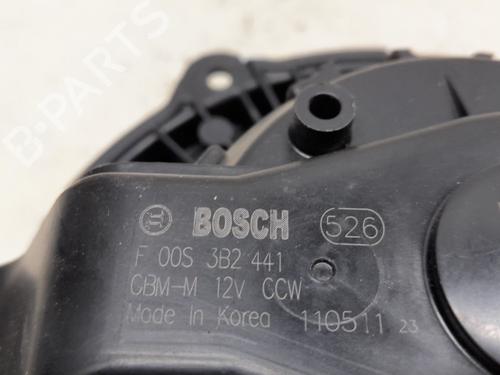 B-PARTS
BOSCH 526
F 00S 3B2 441
CBM-M 12V CCW
Made In Korea 110511 23